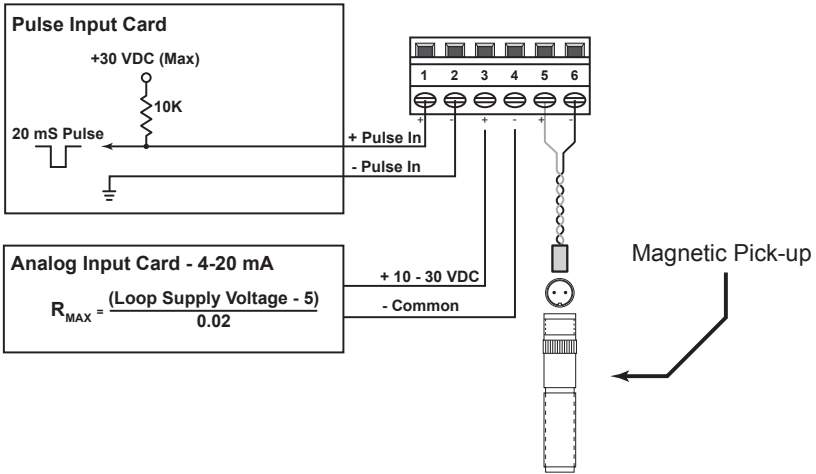 Pulse Input Card
+30 VDC (Max)
10K
20 mS Pulse
+ Pulse In
- Pulse In
1 2 3 4 5 6
+ - + - + -
Analog Input Card - 4-20 mA
R MAX = (Loop Supply Voltage - 5)
0.02
+ 10 - 30 VDC
- Common
Magnetic Pick-up